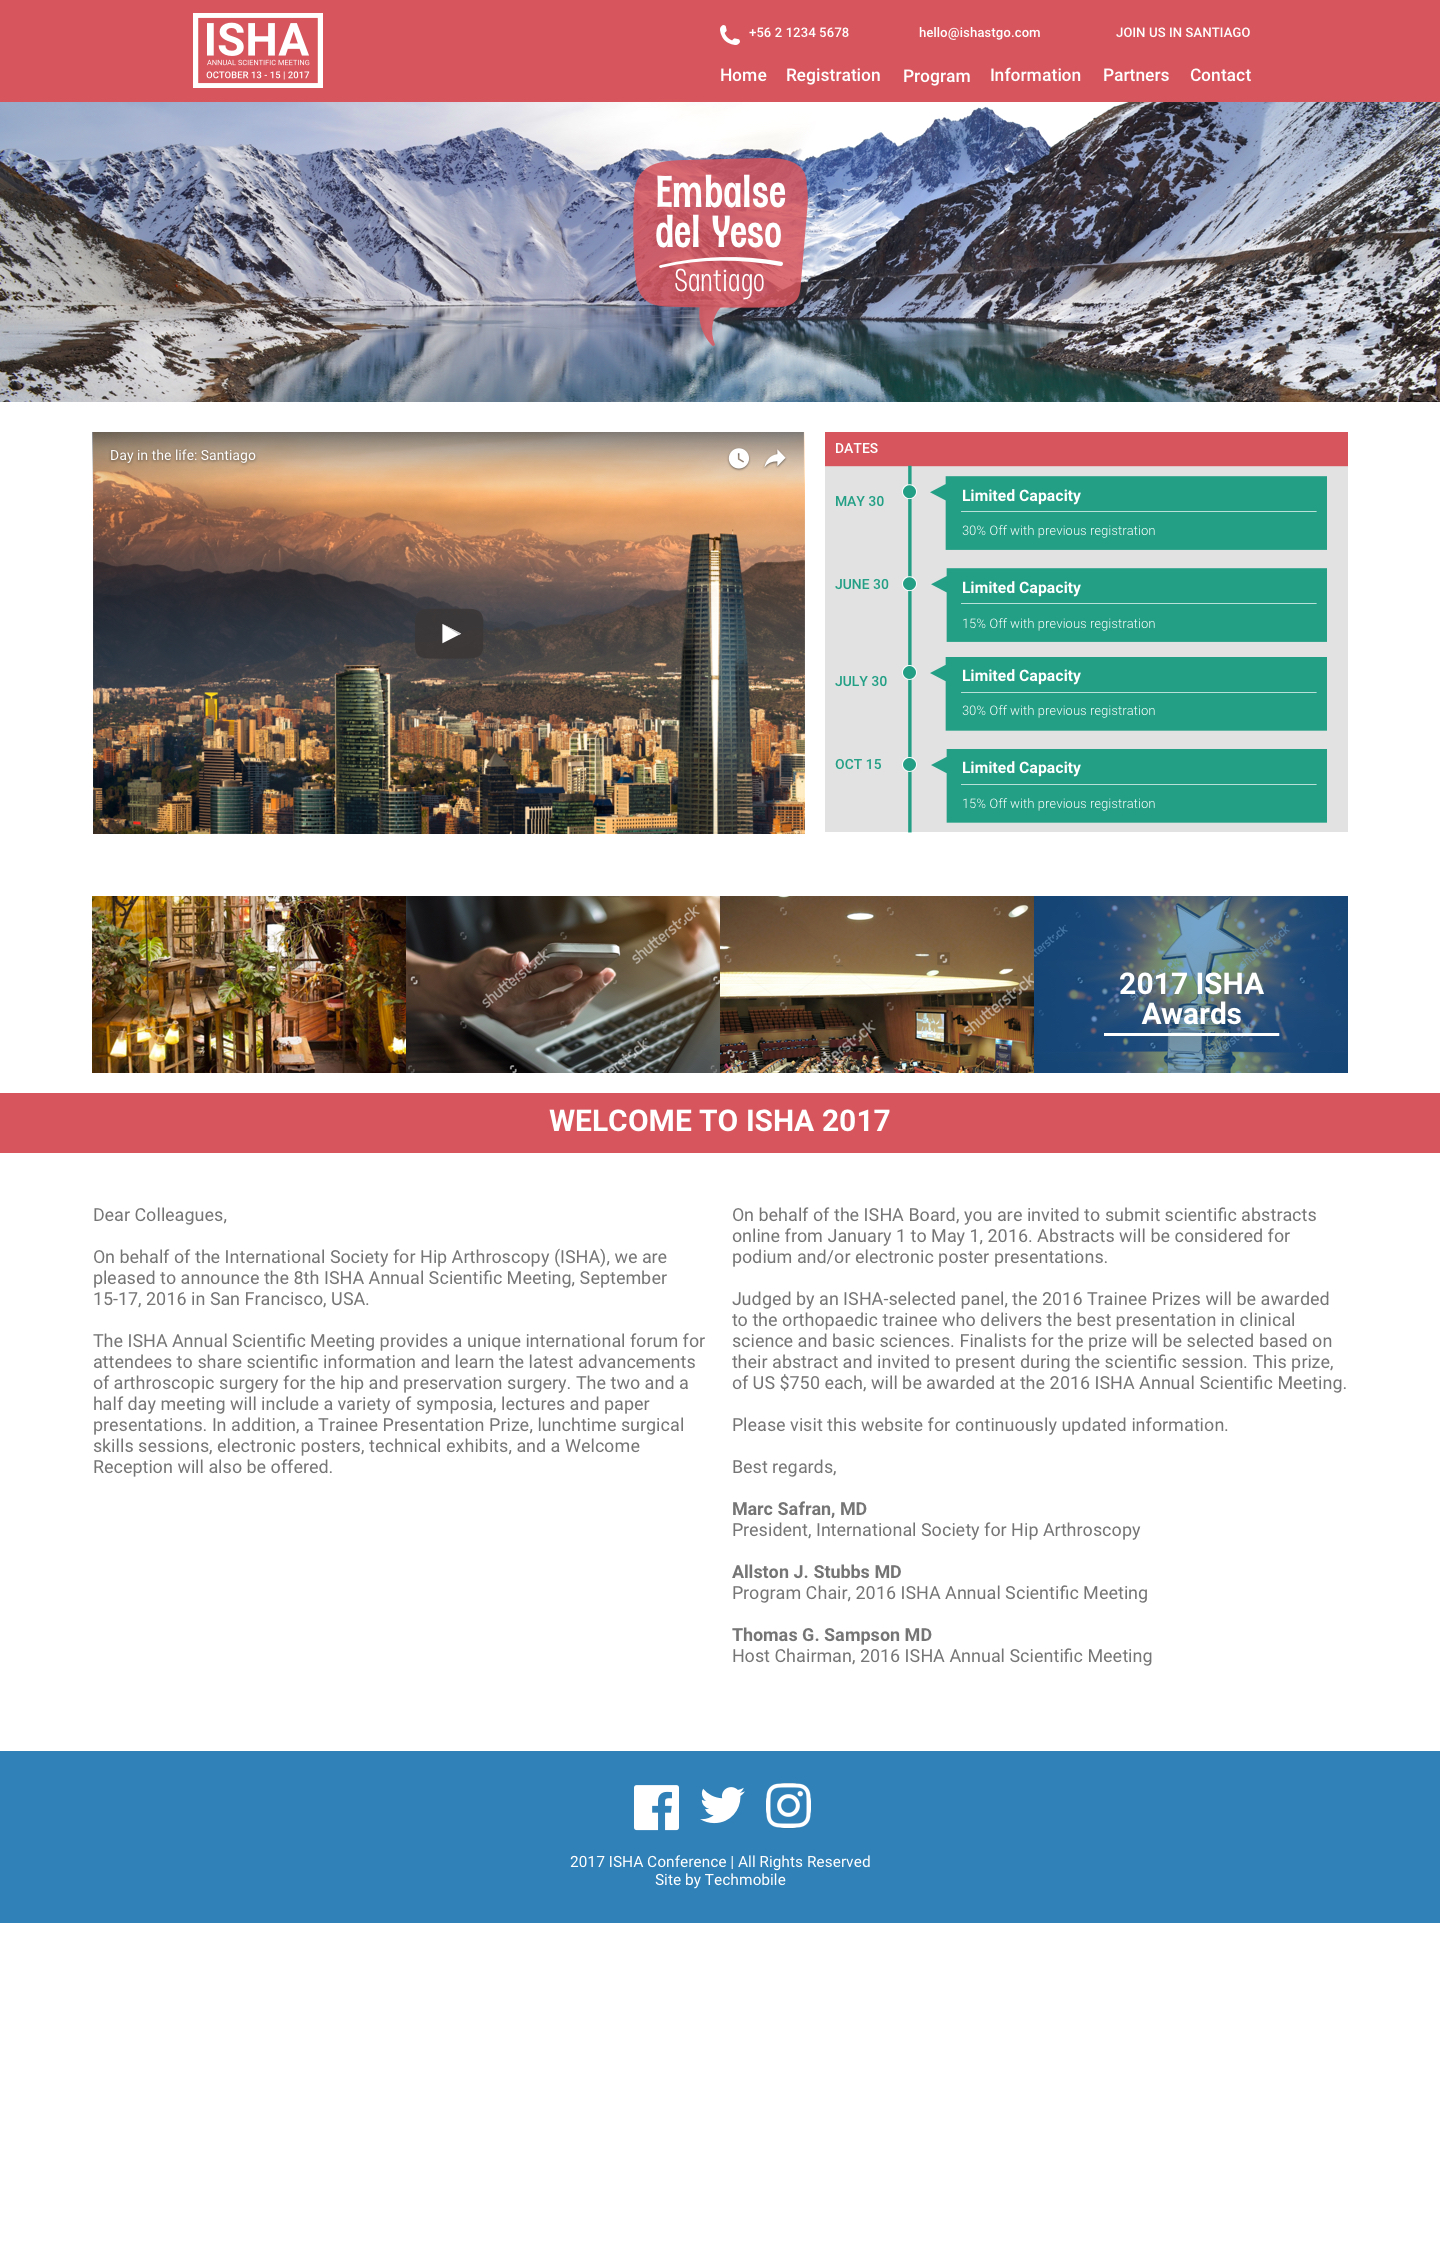 ISHA
ANNUAL SCIENTIFIC MEETING
OCTOBER 13 - 15 | 2017
+56 2 1234 5678
hello@ishastgo.com
JOIN US IN SANTIAGO
Home
Registration
Program
Information
Partners
Contact
Embalse
del Yeso
Santiago
Day in the life: Santiago
DATES
MAY 30
Limited Capacity
30% Off with previous registration
JUNE 30
Limited Capacity
15% Off with previous registration
JULY 30
Limited Capacity
30% Off with previous registration
OCT 15
Limited Capacity
15% Off with previous registration
shutterstock
shutterstock
shutterstock
shutterstock
shutterstock
2017 ISHA
Awards
WELCOME TO ISHA 2017
Dear Colleagues,
On behalf of the International Society for Hip Arthroscopy (ISHA), we are
pleased to announce the 8th ISHA Annual Scientific Meeting, September
15-17, 2016 in San Francisco, USA.
The ISHA Annual Scientific Meeting provides a unique international forum for
attendees to share scientific information and learn the latest advancements
of arthroscopic surgery for the hip and preservation surgery. The two and a
half day meeting will include a variety of symposia, lectures and paper
presentations. In addition, a Trainee Presentation Prize, lunchtime surgical
skills sessions, electronic posters, technical exhibits, and a Welcome
Reception will also be offered.
On behalf of the ISHA Board, you are invited to submit scientific abstracts
online from January 1 to May 1, 2016. Abstracts will be considered for
podium and/or electronic poster presentations.
Judged by an ISHA-selected panel, the 2016 Trainee Prizes will be awarded
to the orthopaedic trainee who delivers the best presentation in clinical
science and basic sciences. Finalists for the prize will be selected based on
their abstract and invited to present during the scientific session. This prize,
of US $750 each, will be awarded at the 2016 ISHA Annual Scientific Meeting.
Please visit this website for continuously updated information.
Best regards,
Marc Safran, MD
President, International Society for Hip Arthroscopy
Allston J. Stubbs MD
Program Chair, 2016 ISHA Annual Scientific Meeting
Thomas G. Sampson MD
Host Chairman, 2016 ISHA Annual Scientific Meeting
2017 ISHA Conference | All Rights Reserved
Site by Techmobile